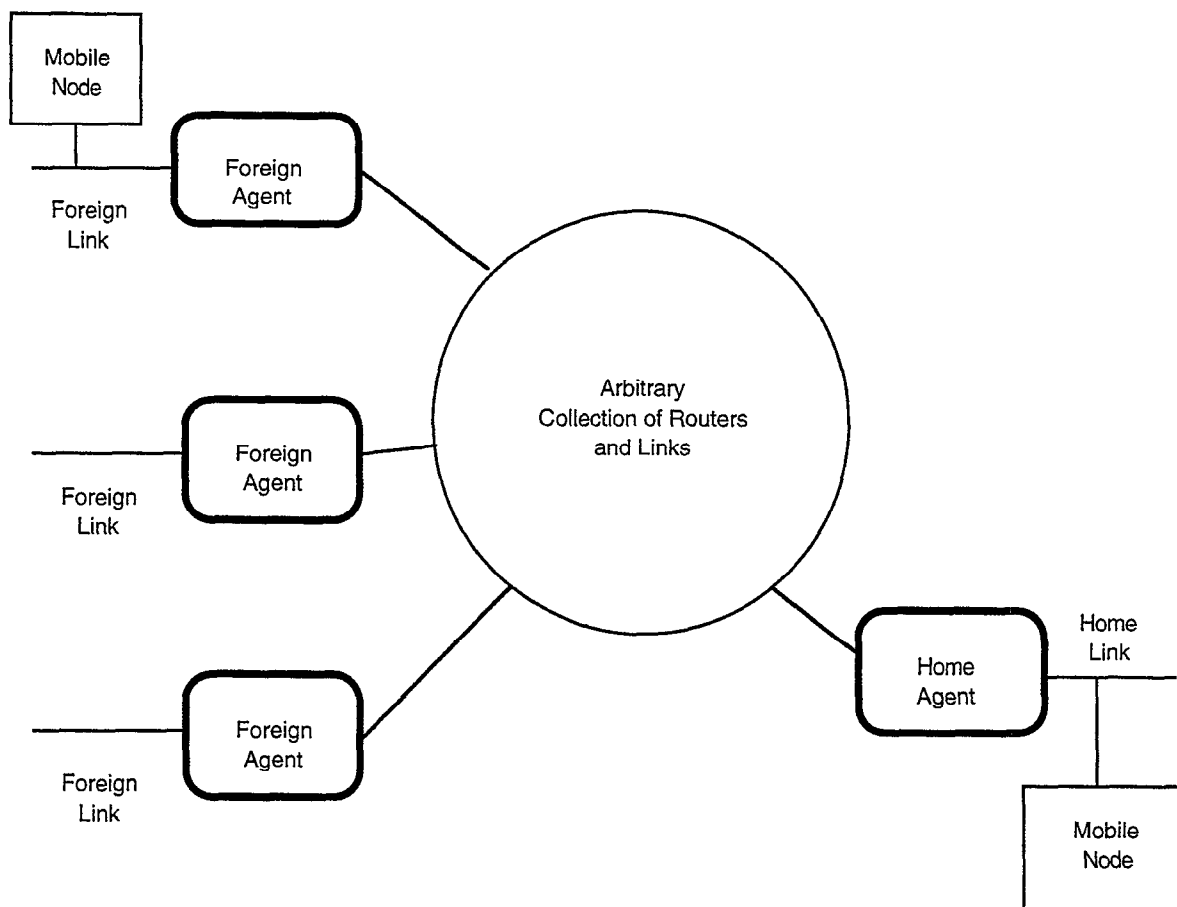 Mobile
Node
Foreign
Agent
Foreign
Link
Arbitrary
Collection of Routers
and Links
Foreign
Agent
Foreign
Link
Home
Agent
Home
Link
Foreign
Agent
Foreign
Link
Mobile
Node